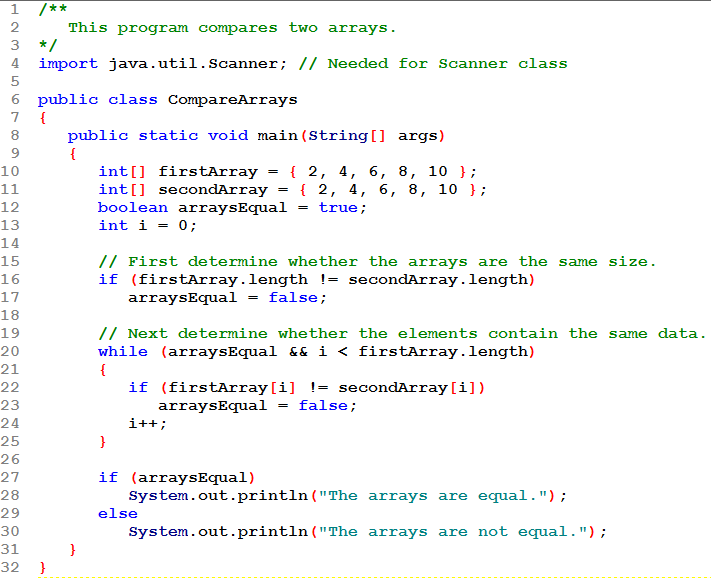 1 /**
2    This program compares two arrays.
3 */
4 import java.util.Scanner; // Needed for Scanner class
5
6 public class CompareArrays
7 {
8    public static void main(String[] args)
9    {
10       int[] firstArray = { 2, 4, 6, 8, 10 };
11       int[] secondArray = { 2, 4, 6, 8, 10 };
12       boolean arraysEqual = true;
13       int i = 0;
14
15       // First determine whether the arrays are the same size.
16       if (firstArray.length != secondArray.length)
17          arraysEqual = false;
18
19       // Next determine whether the elements contain the same data.
20       while (arraysEqual && i < firstArray.length)
21       {
22          if (firstArray[i] != secondArray[i])
23             arraysEqual = false;
24          i++;
25       }
26
27       if (arraysEqual)
28          System.out.println("The arrays are equal.");
29       else
30          System.out.println("The arrays are not equal.");
31    }
32 }